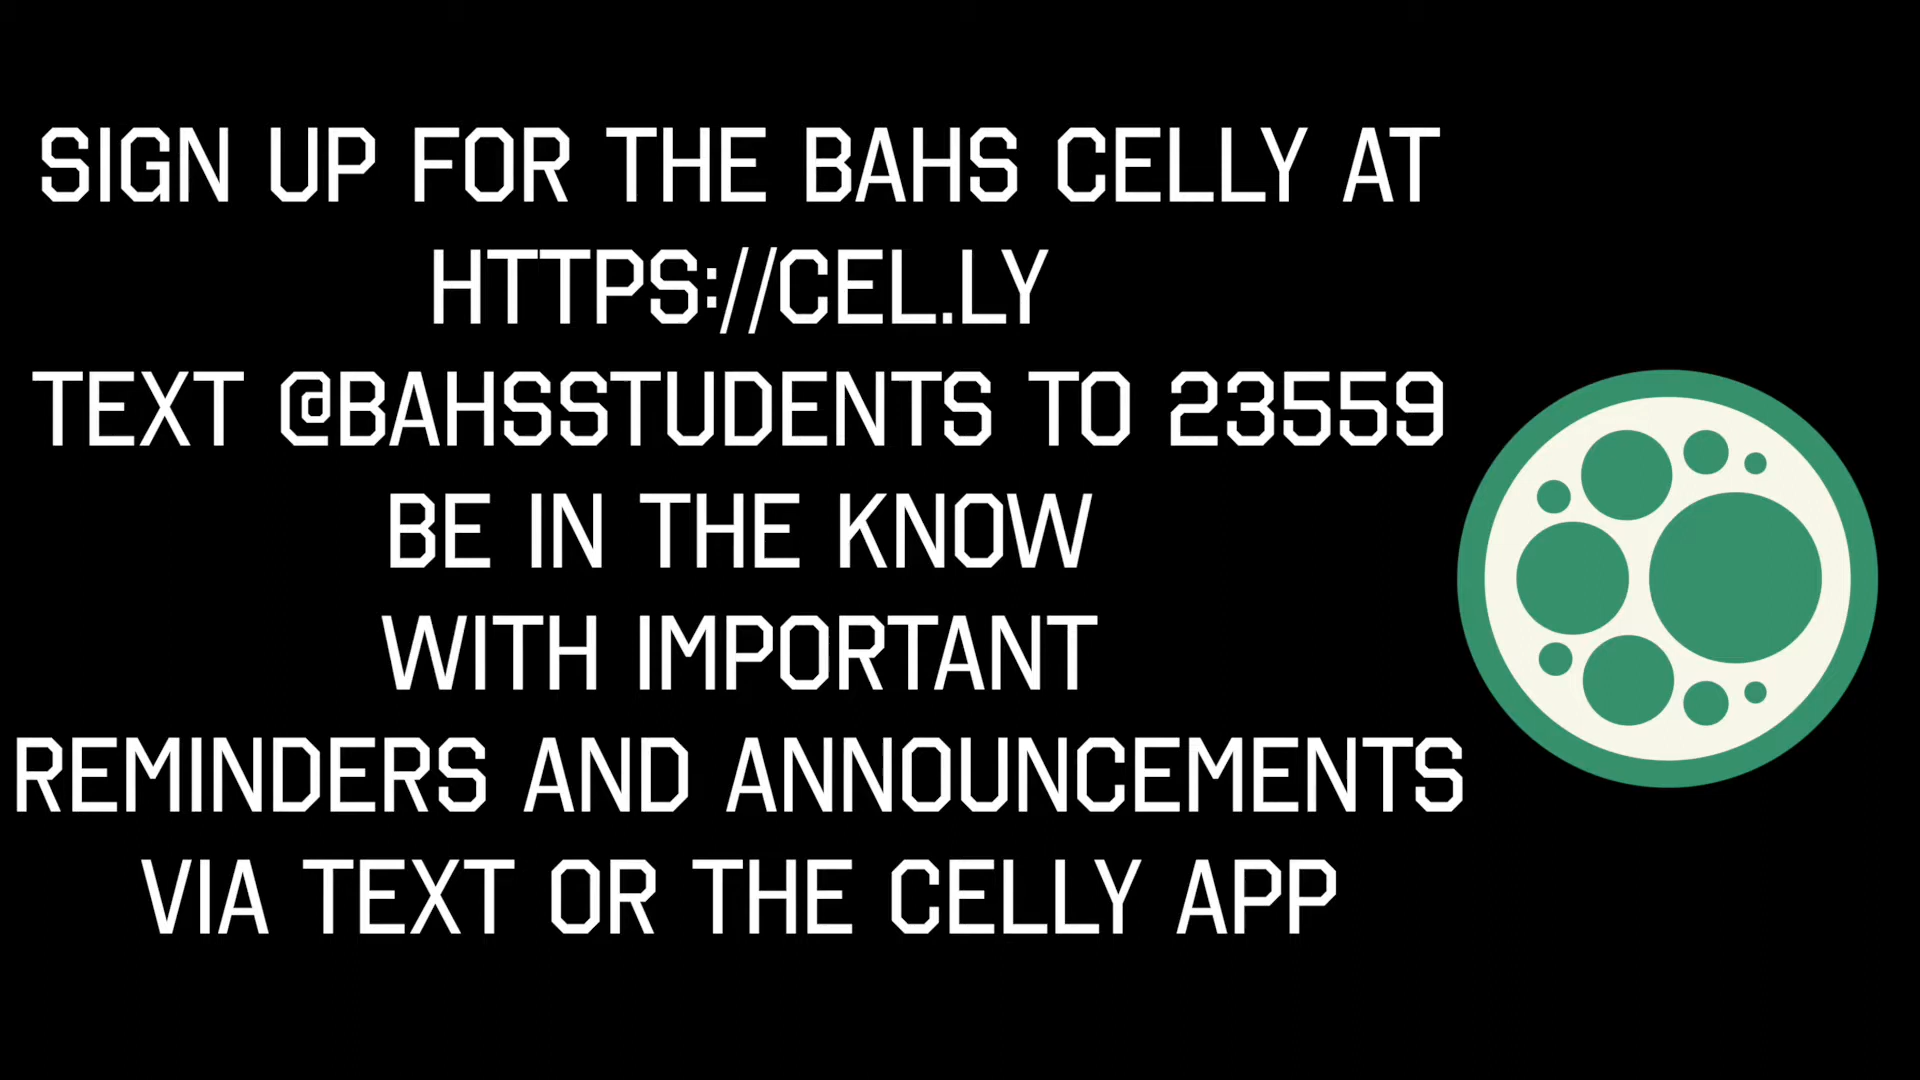 SIGN UP FOR THE BAHS CELLY AT
HTTPS://CEL.LY
TEXT @BAHSSTUDENTS TO 23559
BE IN THE KNOW
WITH IMPORTANT
REMINDERS AND ANNOUNCEMENTS
VIA TEXT OR THE CELLY APP